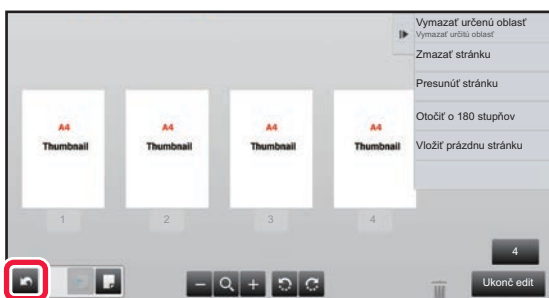 Vymazať určenú oblasť
Vymazať určitú oblasť
Zmazať stránku
Presunúť stránku
Otočiť o 180 stupňov
Vložiť prázdnu stránku
A4
Thumbnail
A4
Thumbnail
A4
Thumbnail
A4
Thumbnail
1
2
3
4
4
Ukonč edit